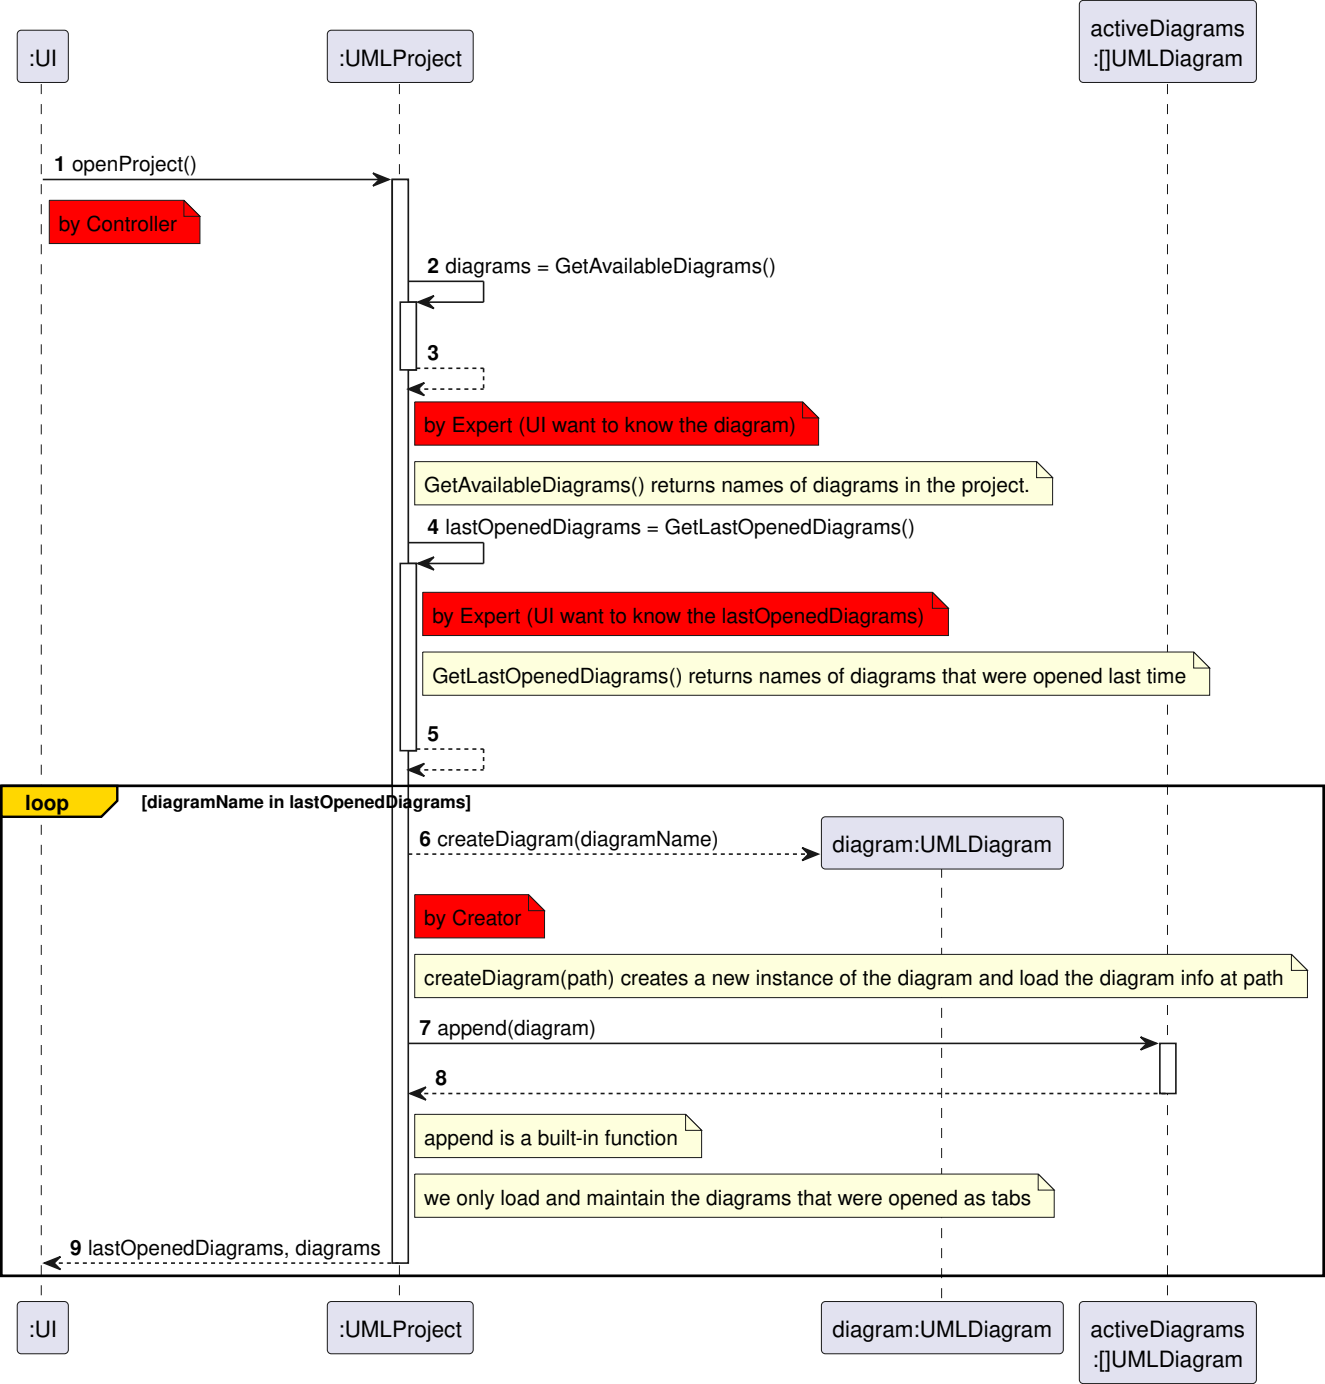 :UI
:UMLProject
activeDiagrams
:[]UMLDiagram
1 openProject()
by Controller
2 diagrams = GetAvailableDiagrams()
3
by Expert (UI want to know the diagram)
GetAvailableDiagrams() returns names of diagrams in the project.
4 lastOpenedDiagrams = GetLastOpenedDiagrams()
by Expert (UI want to know the lastOpenedDiagrams)
GetLastOpenedDiagrams() returns names of diagrams that were opened last time
5
loop [diagramName in lastOpenedDiagrams]
6 createDiagram(diagramName)
diagram:UMLDiagram
by Creator
createDiagram(path) creates a new instance of the diagram and load the diagram info at path
7 append(diagram)
8
append is a built-in function
we only load and maintain the diagrams that were opened as tabs
9 lastOpenedDiagrams, diagrams
:UI
:UMLProject
diagram:UMLDiagram
activeDiagrams
:[]UMLDiagram